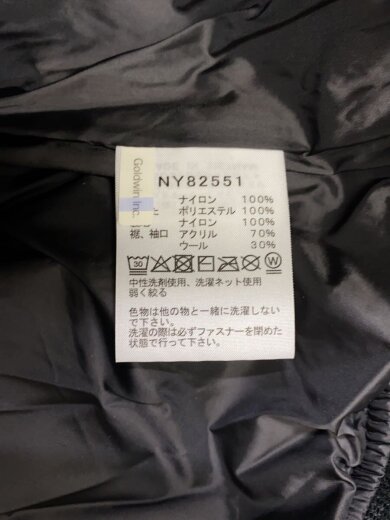 Goldwin Inc.
NY82551
ナイロン 100%
ポリエステル 100%
ナイロン 100%
裾、袖口 アクリル 70%
ウール 30%
30
W
中性洗剤使用、洗濯ネット使用
弱く絞る
色物は他の物と一緒に洗濯しない
で下さい。
洗濯の際は必ずファスナーを閉めた
状態で行って下さい。